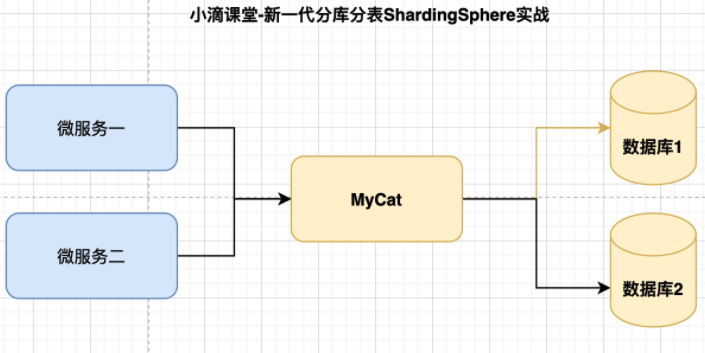 小滴课堂-新一代分库分表ShardingSphere实战
微服务一
微服务二
MyCat
数据库1
数据库2